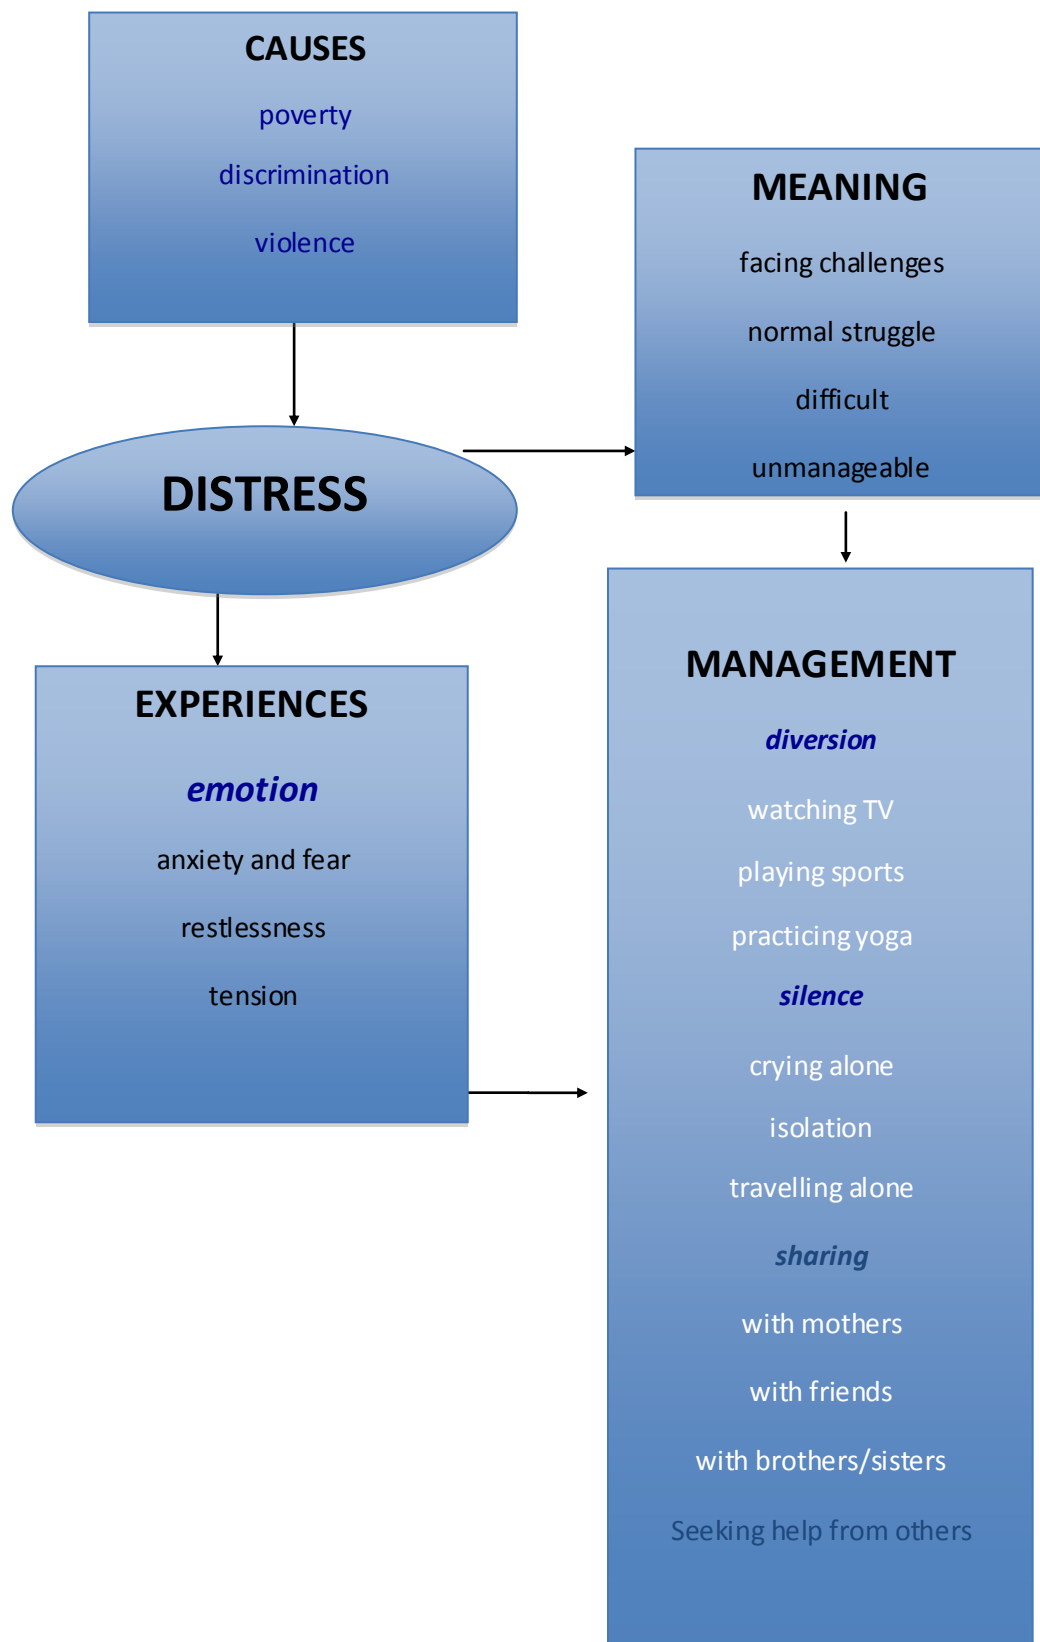 CAUSES
poverty
discrimination
violence
DISTRESS
MEANING
facing challenges
normal struggle
difficult
unmanageable
EXPERIENCES
emotion
anxiety and fear
restlessness
tension
MANAGEMENT
diversion
watching TV
playing sports
practicing yoga
silence
crying alone
isolation
travelling alone
sharing
with mothers
with friends
with brothers/sisters
Seeking help from others